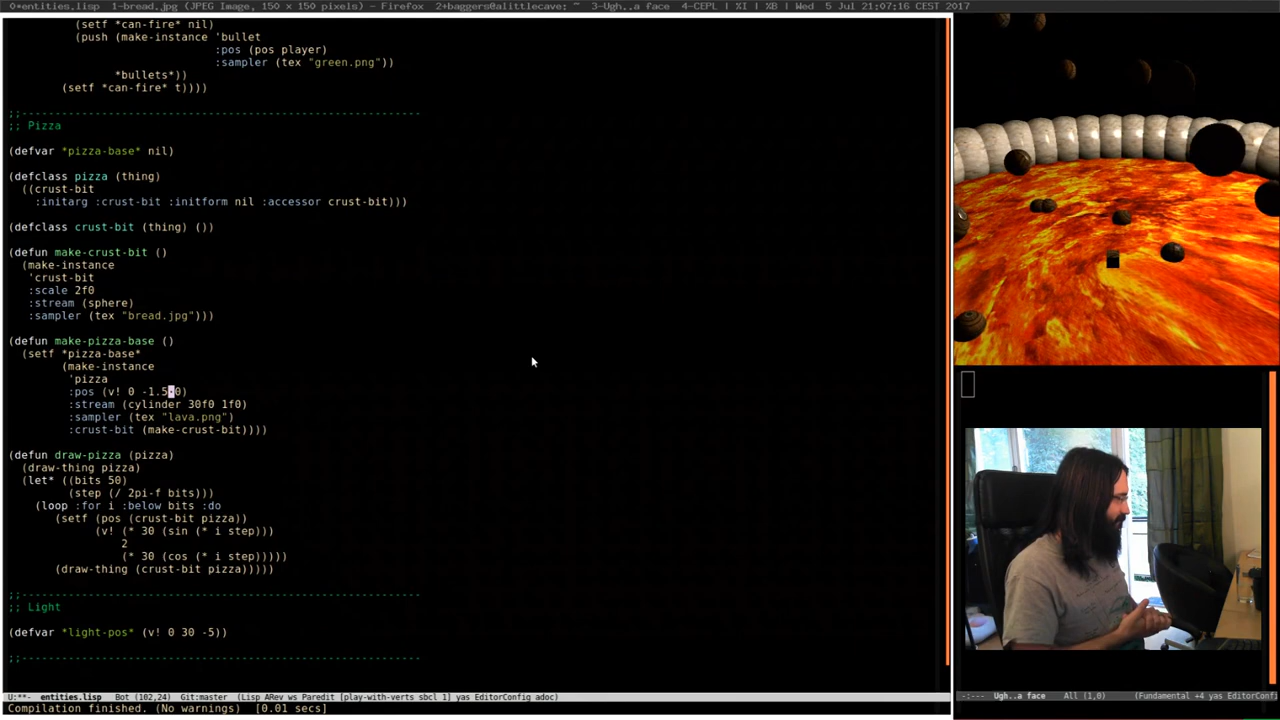 0*entities.lisp  1-bread..jpg (JPEG Image, 150 × 150 pixels) - Firefox  2+baggers@alittlecave: ~  3-Ugh..a face  4-CEPL | %I | %B | Wed  5 Jul 21:07:16 CEST 2017
(setf *can-fire* nil)
(push (make-instance 'bullet
:pos (pos player)
:sampler (tex "green.png"))
*bullets*))
(setf *can-fire* t))))
;;--------------------------------------------------------------
;; Pizza
(defvar *pizza-base* nil)
(defclass pizza (thing)
((crust-bit
:initarg :crust-bit :initform nil :accessor crust-bit)))
(defclass crust-bit (thing) ())
(defun make-crust-bit ()
(make-instance
'crust-bit
:scale 2f0
:stream (sphere)
:sampler (tex "bread.jpg")))
(defun make-pizza-base ()
(setf *pizza-base*
(make-instance
'pizza
:pos (v! 0 -1.5 0)
:stream (cylinder 30f0 1f0)
:sampler (tex "lava.png")
:crust-bit (make-crust-bit))))
(defun draw-pizza (pizza)
(draw-thing pizza)
(let* ((bits 50)
(step (/ 2pi-f bits)))
(loop :for i :below bits :do
(setf (pos (crust-bit pizza))
(v! (* 30 (sin (* i step)))
2
(* 30 (cos (* i step)))))
(draw-thing (crust-bit pizza)))))
;;--------------------------------------------------------------
;; Light
(defvar *light-pos* (v! 0 30 -5))
;;--------------------------------------------------------------
U:**-  entities.lisp   Bot (102,24)  Git:master  (Lisp ARev ws Paredit [play-with-verts sbcl 1] yas EditorConfig adoc)
Compilation finished. (No warnings)  [0.01 secs]
-:---  Ugh..a face   All (1,0)     (Fundamental +4 yas EditorConfi